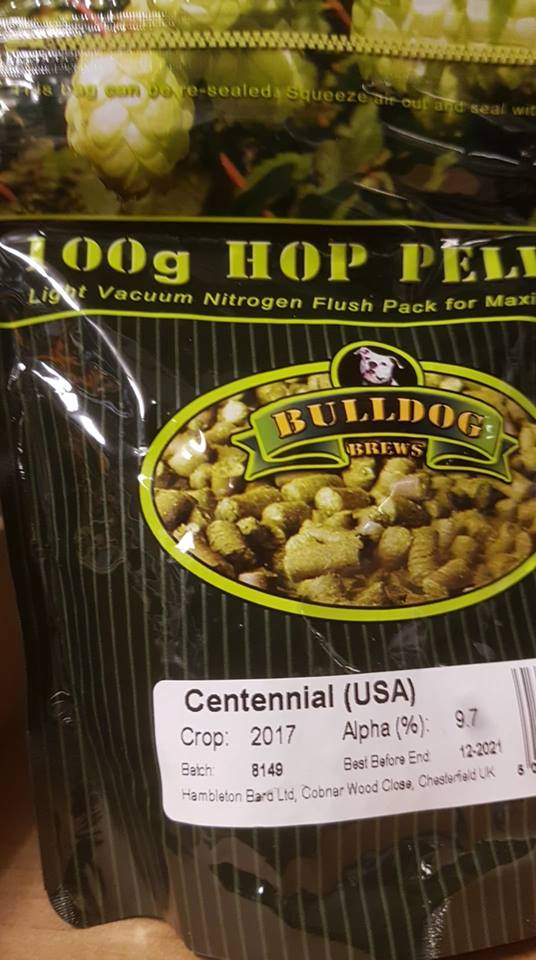 This bag can be re-sealed. Squeeze air out and seal wit
100g HOP PELL
Light Vacuum Nitrogen Flush Pack for Maxi
BULLDOG
BREWS
Centennial (USA)
Crop: 2017 Alpha (%): 9.7
Batch: 8149 Best Before End: 12-2021
Hambleton Bard Ltd, Cobnar Wood Close, Chesterfield UK